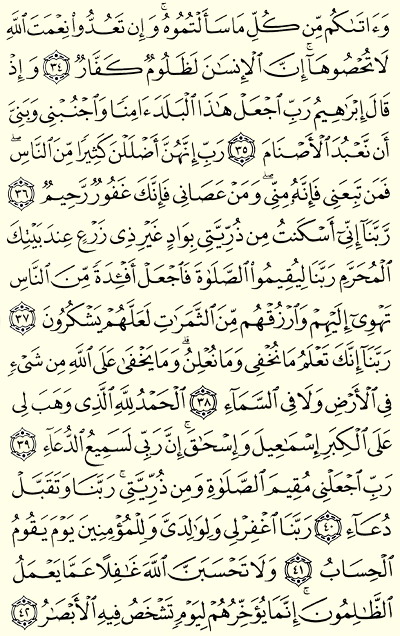 وَءَاتَىٰكُم مِّن كُلِّ مَا سَأَلْتُمُوهُ ۚ وَإِن تَعُدُّوا۟ نِعْمَتَ ٱللَّهِ
لَا تُحْصُوهَآ ۗ إِنَّ ٱلْإِنسَٰنَ لَظَلُومٌ كَفَّارٌ ٣٤ وَإِذْ
قَالَ إِبْرَٰهِيمُ رَبِّ ٱجْعَلْ هَٰذَا ٱلْبَلَدَ ءَامِنًا وَٱجْنُبْنِى وَبَنِىَّ
أَن نَّعْبُدَ ٱلْأَصْنَامَ ٣٥ رَبِّ إِنَّهُنَّ أَضْلَلْنَ كَثِيرًا مِّنَ ٱلنَّاسِ ۖ
فَمَن تَبِعَنِى فَإِنَّهُۥ مِنِّى ۖ وَمَنْ عَصَانِى فَإِنَّكَ غَفُورٌ رَّحِيمٌ ٣٦
رَّبَّنَآ إِنِّىٓ أَسْكَنتُ مِن ذُرِّيَّتِى بِوَادٍ غَيْرِ ذِى زَرْعٍ عِندَ بَيْتِكَ
ٱلْمُحَرَّمِ رَبَّنَا لِيُقِيمُوا۟ ٱلصَّلَوٰةَ فَٱجْعَلْ أَفْـِٔدَةً مِّنَ ٱلنَّاسِ
تَهْوِىٓ إِلَيْهِمْ وَٱرْزُقْهُم مِّنَ ٱلثَّمَرَٰتِ لَعَلَّهُمْ يَشْكُرُونَ ٣٧
رَبَّنَآ إِنَّكَ تَعْلَمُ مَا نُخْفِى وَمَا نُعْلِنُ ۗ وَمَا يَخْفَىٰ عَلَى ٱللَّهِ مِن شَىْءٍ
فِى ٱلْأَرْضِ وَلَا فِى ٱلسَّمَآءِ ٣٨ ٱلْحَمْدُ لِلَّهِ ٱلَّذِى وَهَبَ لِى
عَلَى ٱلْكِبَرِ إِسْمَٰعِيلَ وَإِسْحَٰقَ ۚ إِنَّ رَبِّى لَسَمِيعُ ٱلدُّعَآءِ ٣٩
رَبِّ ٱجْعَلْنِى مُقِيمَ ٱلصَّلَوٰةِ وَمِن ذُرِّيَّتِى ۚ رَبَّنَا وَتَقَبَّلْ
دُعَآءِ ٤٠ رَبَّنَا ٱغْفِرْ لِى وَلِوَٰلِدَىَّ وَلِلْمُؤْمِنِينَ يَوْمَ يَقُومُ
ٱلْحِسَابُ ٤١ وَلَا تَحْسَبَنَّ ٱللَّهَ غَٰفِلًا عَمَّا يَعْمَلُ
ٱلظَّٰلِمُونَ ۚ إِنَّمَا يُؤَخِّرُهُمْ لِيَوْمٍ تَشْخَصُ فِيهِ ٱلْأَبْصَٰرُ ٤٢